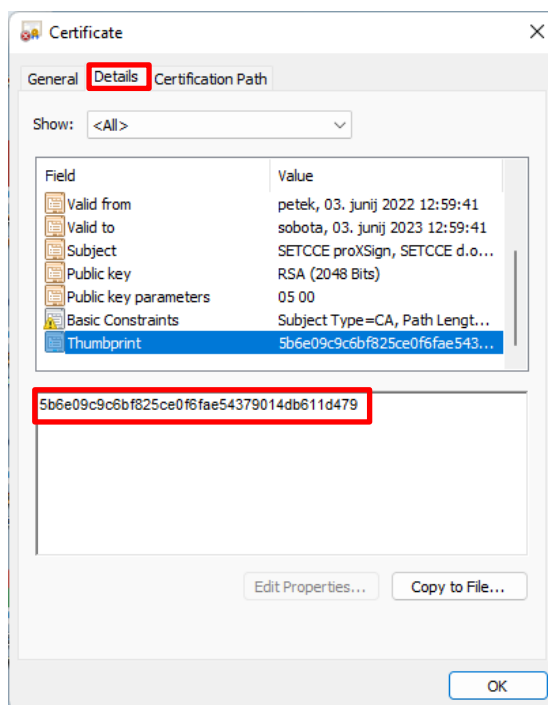 Certificate
General Details Certification Path
Show: <All>
Field Value
Valid from petek, 03. junij 2022 12:59:41
Valid to sobota, 03. junij 2023 12:59:41
Subject SETCCE proXSign, SETCCE d.o...
Public key RSA (2048 Bits)
Public key parameters 05 00
Basic Constraints Subject Type=CA, Path Lengt...
Thumbprint 5b6e09c9c6bf825ce0f6fae543...
5b6e09c9c6bf825ce0f6fae54379014db611d479
Edit Properties... Copy to File...
OK